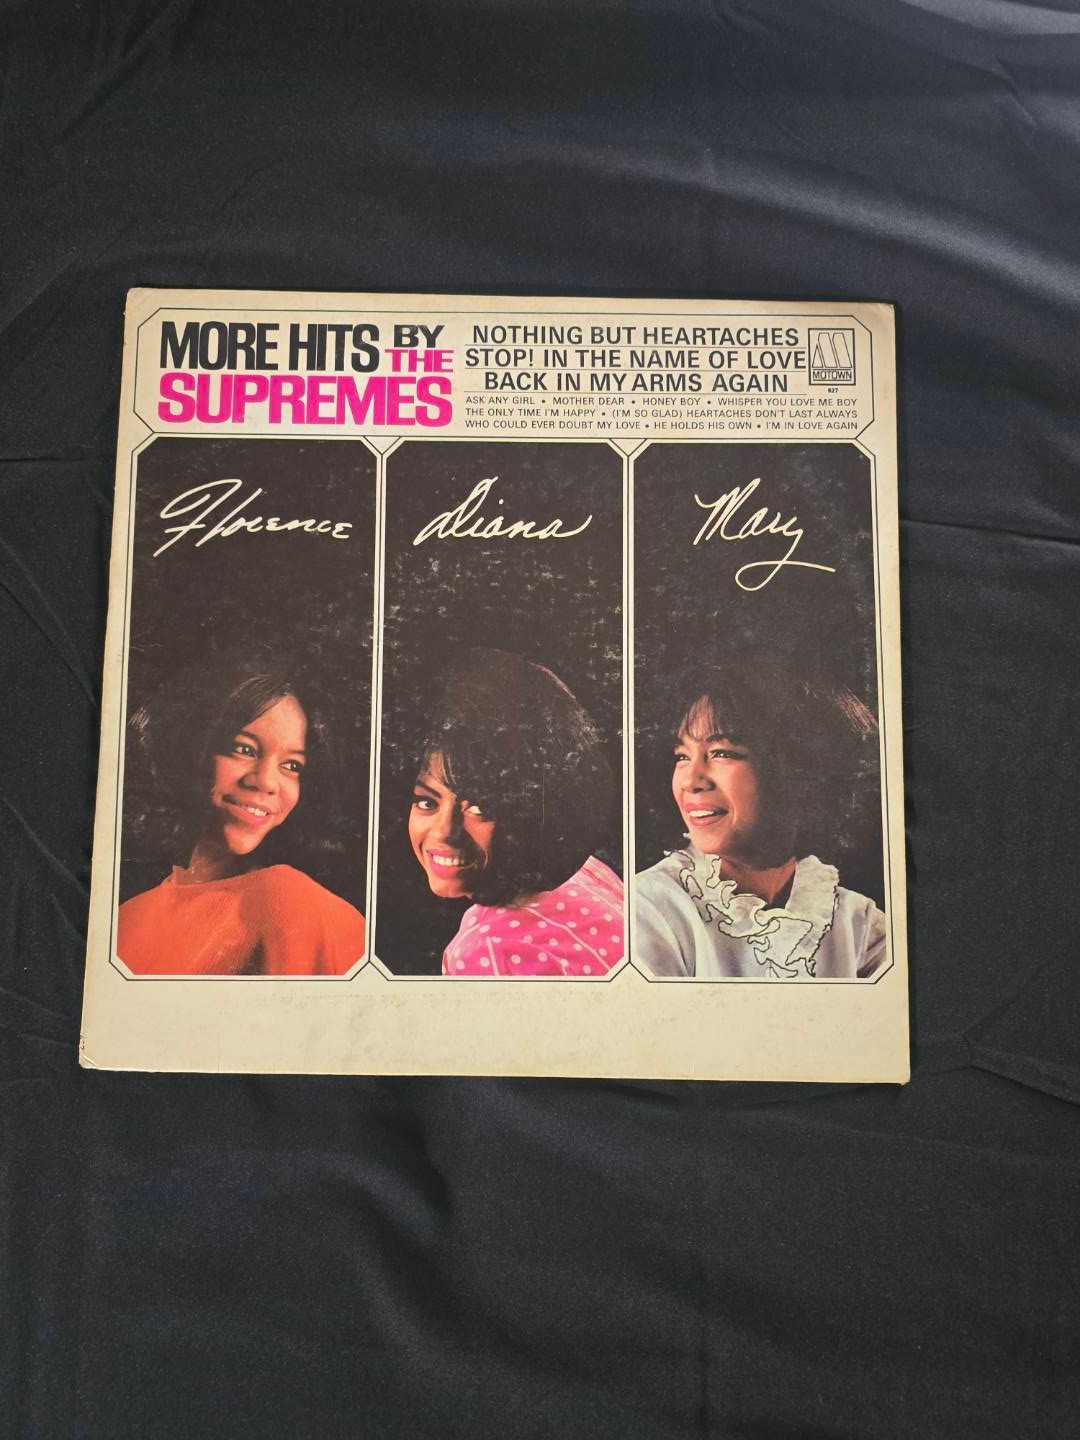 MORE HITS BY
THE
SUPREMES
NOTHING BUT HEARTACHES
STOP! IN THE NAME OF LOVE
BACK IN MY ARMS AGAIN
ASK ANY GIRL • MOTHER DEAR • HONEY BOY • WHISPER YOU LOVE ME BOY
THE ONLY TIME I'M HAPPY • (I'M SO GLAD) HEARTACHES DON'T LAST ALWAYS
WHO COULD EVER DOUBT MY LOVE • HE HOLDS HIS OWN • I'M IN LOVE AGAIN
M
MOTOWN
627
Florence
Diana
Mary